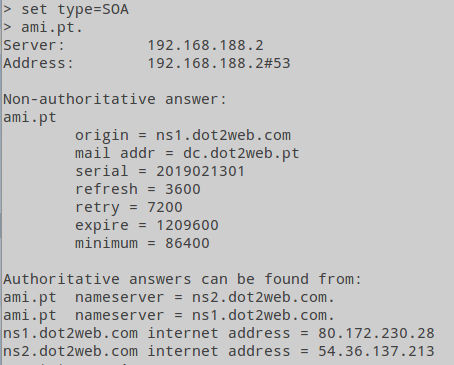 > set type=SOA
> ami.pt.
Server:         192.168.188.2
Address:        192.168.188.2#53

Non-authoritative answer:
ami.pt
        origin = ns1.dot2web.com
        mail addr = dc.dot2web.pt
        serial = 2019021301
        refresh = 3600
        retry = 7200
        expire = 1209600
        minimum = 86400

Authoritative answers can be found from:
ami.pt  nameserver = ns2.dot2web.com.
ami.pt  nameserver = ns1.dot2web.com.
ns1.dot2web.com internet address = 80.172.230.28
ns2.dot2web.com internet address = 54.36.137.213